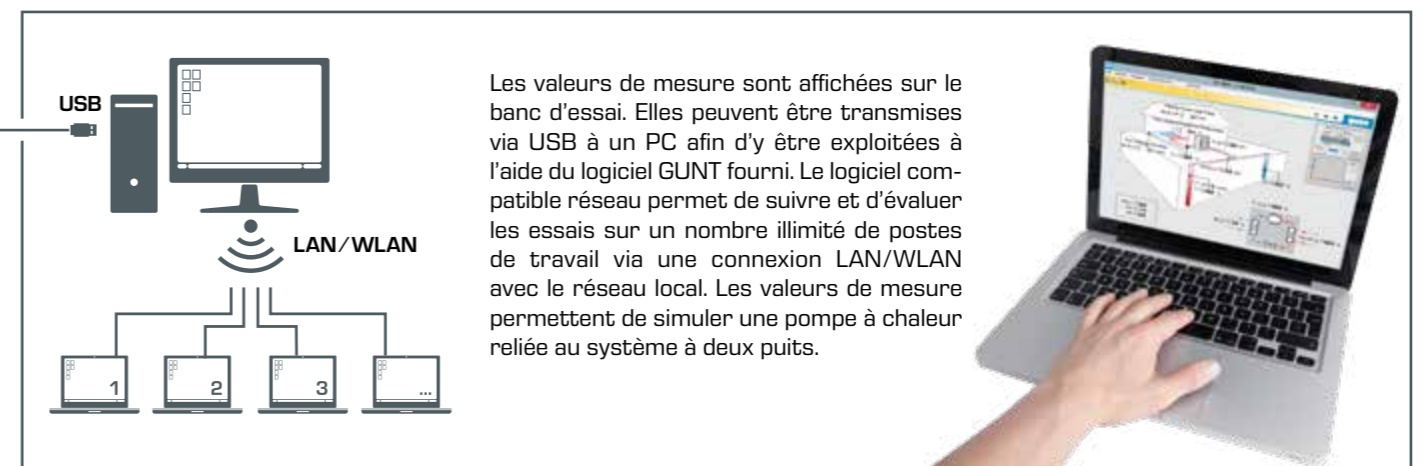 USB
LAN/WLAN
1
2
3
...
Les valeurs de mesure sont affichées sur le
banc d'essai. Elles peuvent être transmises
via USB à un PC afin d'y être exploitées à
l'aide du logiciel GUNT fourni. Le logiciel com-
patible réseau permet de suivre et d'évaluer
les essais sur un nombre illimité de postes
de travail via une connexion LAN/WLAN
avec le réseau local. Les valeurs de mesure
permettent de simuler une pompe à chaleur
reliée au système à deux puits.